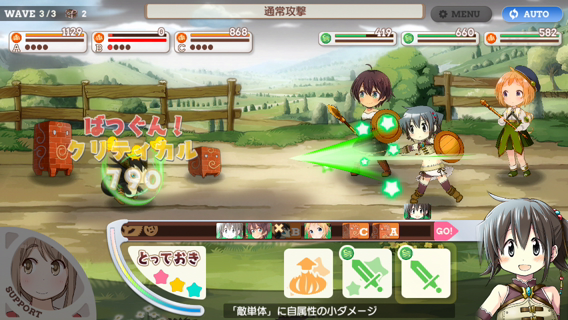 WAVE 3/3 2
通常攻撃
MENU
AUTO
1129
A
0
B
868
C
419
660
582
ばつぐん!
クリティカル
790
B
C
A
GO!
とっておき
SUPPORT
「敵単体」に自属性の小ダメージ